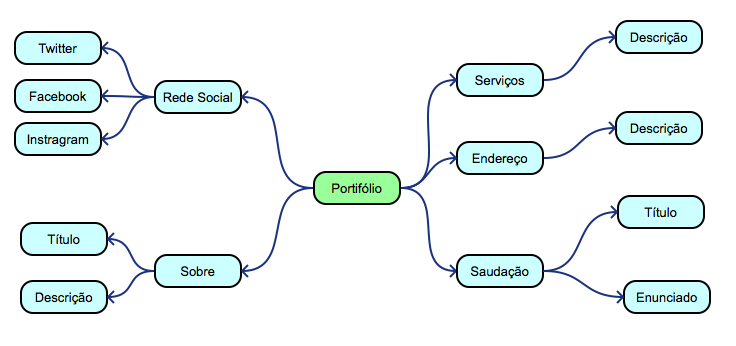 Twitter
Facebook
Instragram
Rede Social
Título
Descrição
Sobre
Portifólio
Serviços
Descrição
Endereço
Descrição
Saudação
Título
Enunciado